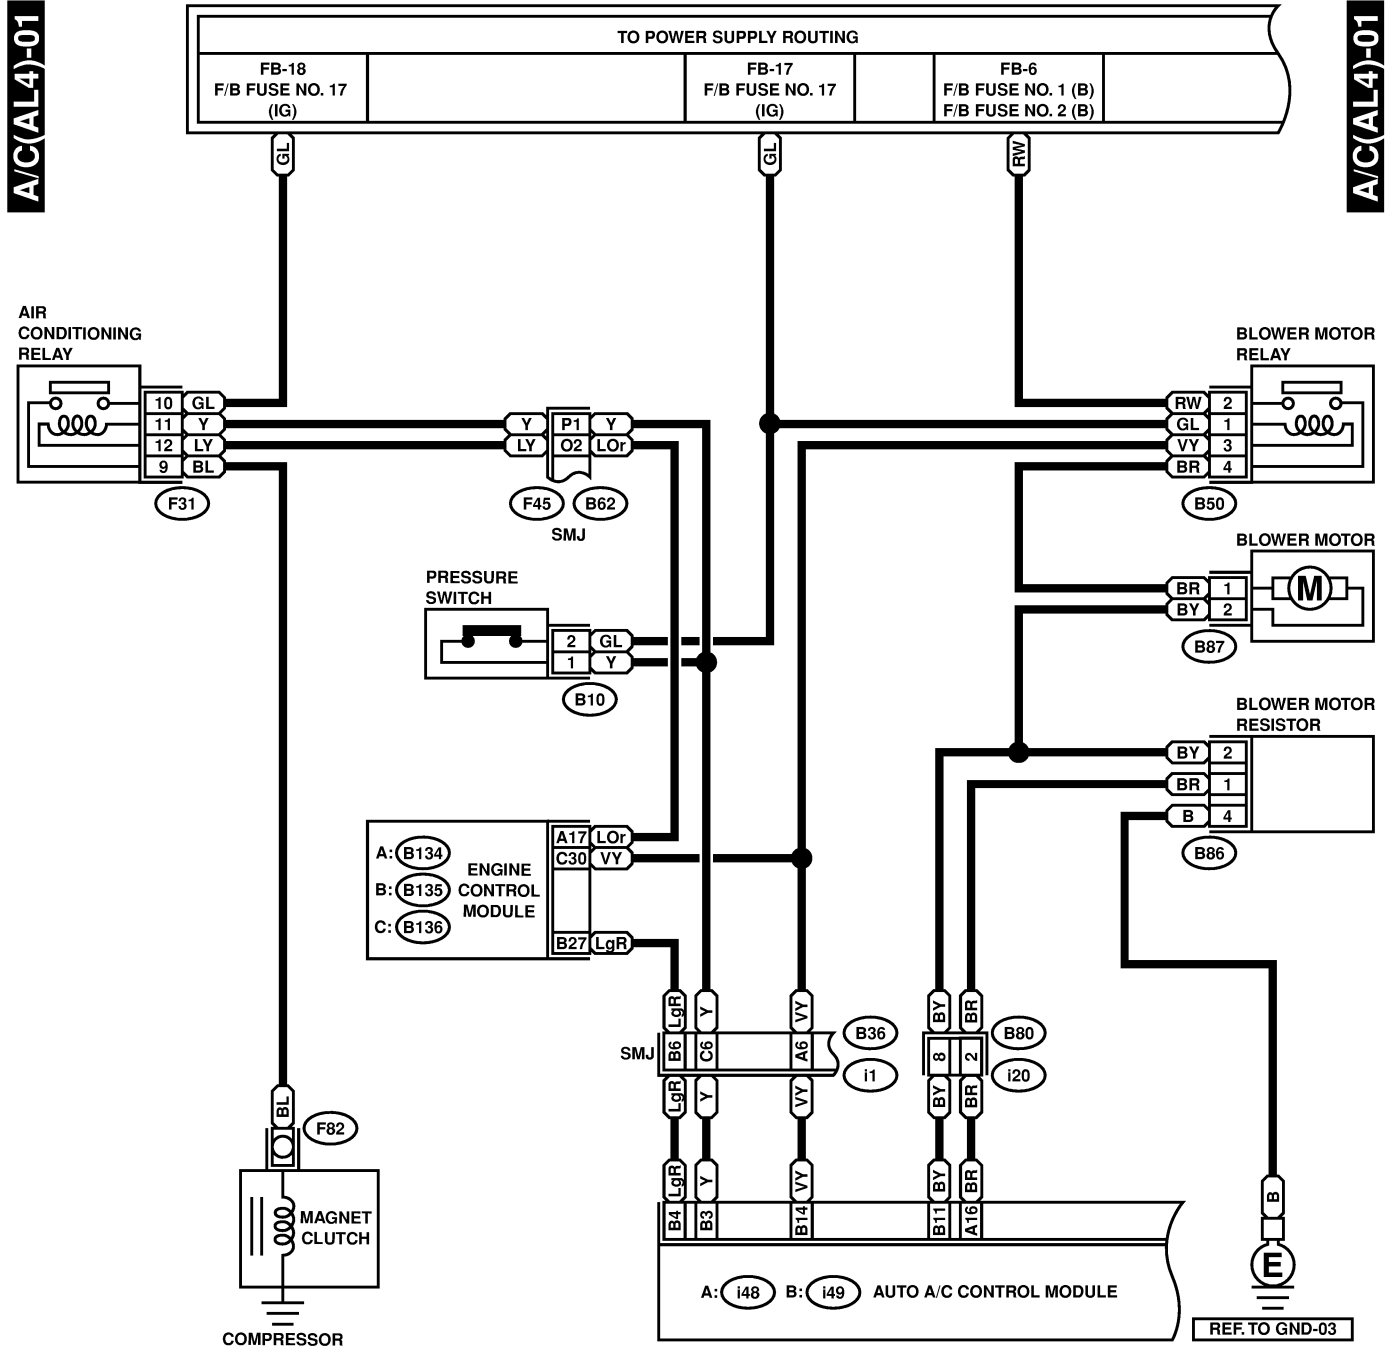 A/C(AL4)-01
A/C(AL4)-01
TO POWER SUPPLY ROUTING
FB-18
F/B FUSE NO. 17
(IG)
FB-17
F/B FUSE NO. 17
(IG)
FB-6
F/B FUSE NO. 1 (B)
F/B FUSE NO. 2 (B)
GL
GL
RW
AIR
CONDITIONING
RELAY
10 GL
11 Y
12 LY
9 BL
F31
Y P1 Y
LY O2 LOr
F45 B62
SMJ
BLOWER MOTOR
RELAY
RW 2
GL 1
VY 3
BR 4
B50
BLOWER MOTOR
M
BR 1
BY 2
B87
PRESSURE
SWITCH
2 GL
1 Y
B10
BLOWER MOTOR
RESISTOR
BY 2
BR 1
B 4
B86
A: B134
B: B135
C: B136
ENGINE
CONTROL
MODULE
A17 LOr
C30 VY
B27 LgR
LgR Y VY BY BR
SMJ B6 C6 A6 B36
i1
8 2 B80
i20
LgR Y VY BY BR
LgR Y VY BY BR
B4 B3 B14 B11 A16
A: i48 B: i49 AUTO A/C CONTROL MODULE
BL
F82
MAGNET
CLUTCH
COMPRESSOR
B
E
REF. TO GND-03